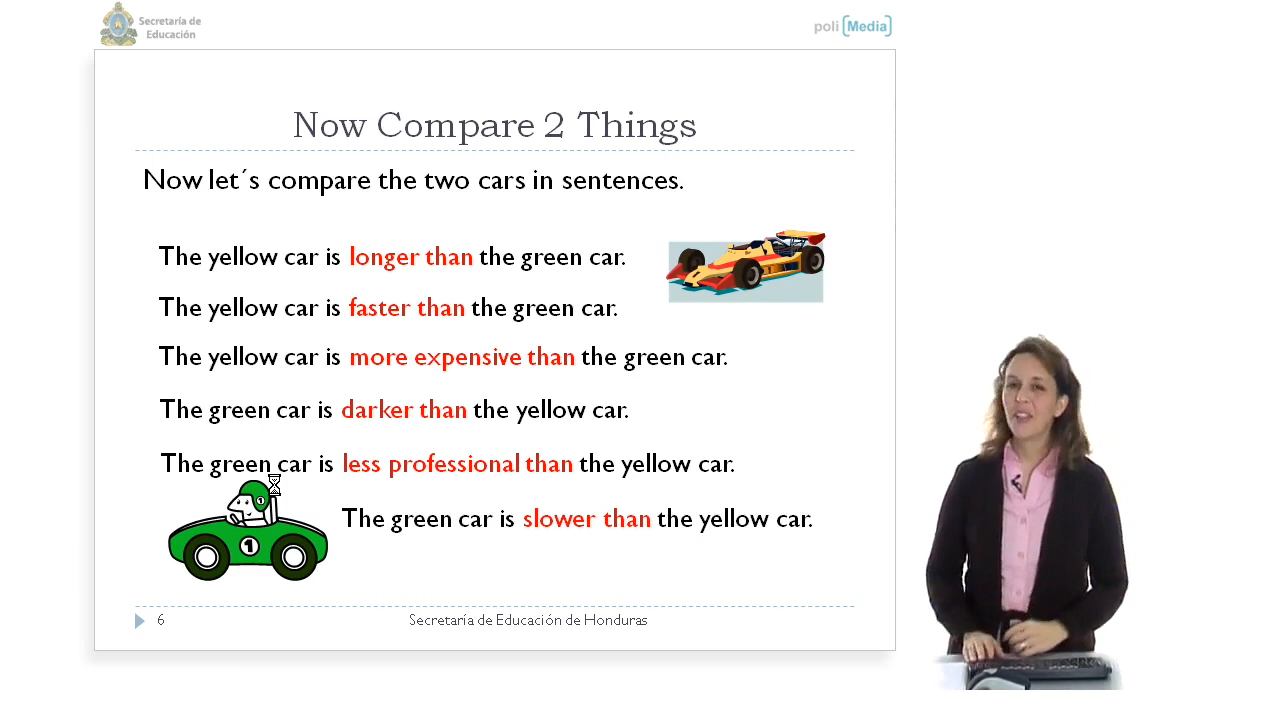 Secretaría de
Educación
poli [Media]
Now Compare 2 Things
Now let´s compare the two cars in sentences.
The yellow car is longer than the green car.
The yellow car is faster than the green car.
The yellow car is more expensive than the green car.
The green car is darker than the yellow car.
The green car is less professional than the yellow car.
1
1
The green car is slower than the yellow car.
6
Secretaría de Educación de Honduras